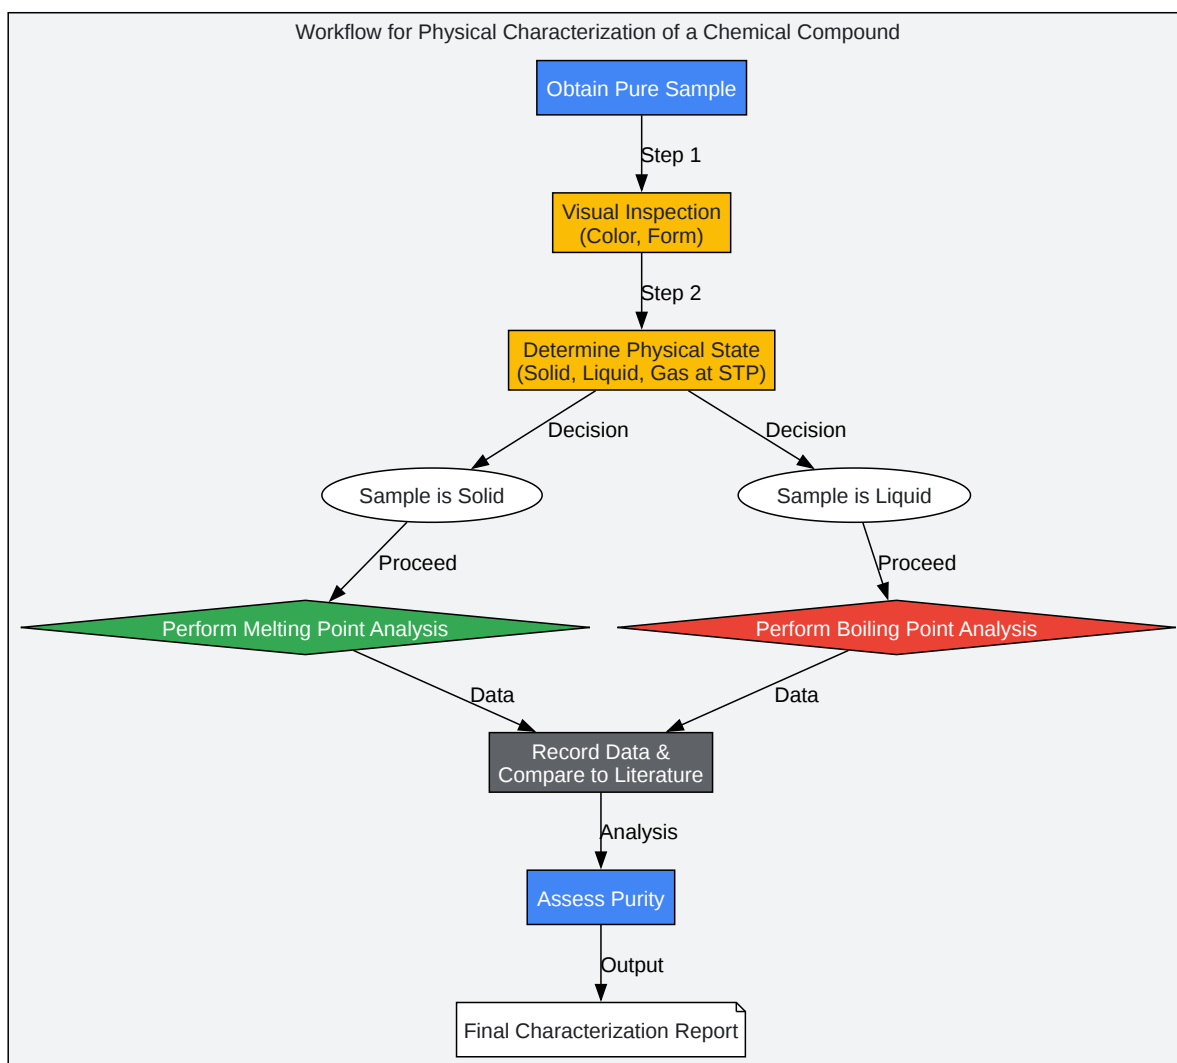 Workflow for Physical Characterization of a Chemical Compound
Obtain Pure Sample
Step 1
Visual Inspection
(Color, Form)
Step 2
Determine Physical State
(Solid, Liquid, Gas at STP)
Decision
Decision
Sample is Solid
Sample is Liquid
Proceed
Proceed
Perform Melting Point Analysis
Perform Boiling Point Analysis
Data
Data
Record Data &
Compare to Literature
Analysis
Assess Purity
Output
Final Characterization Report